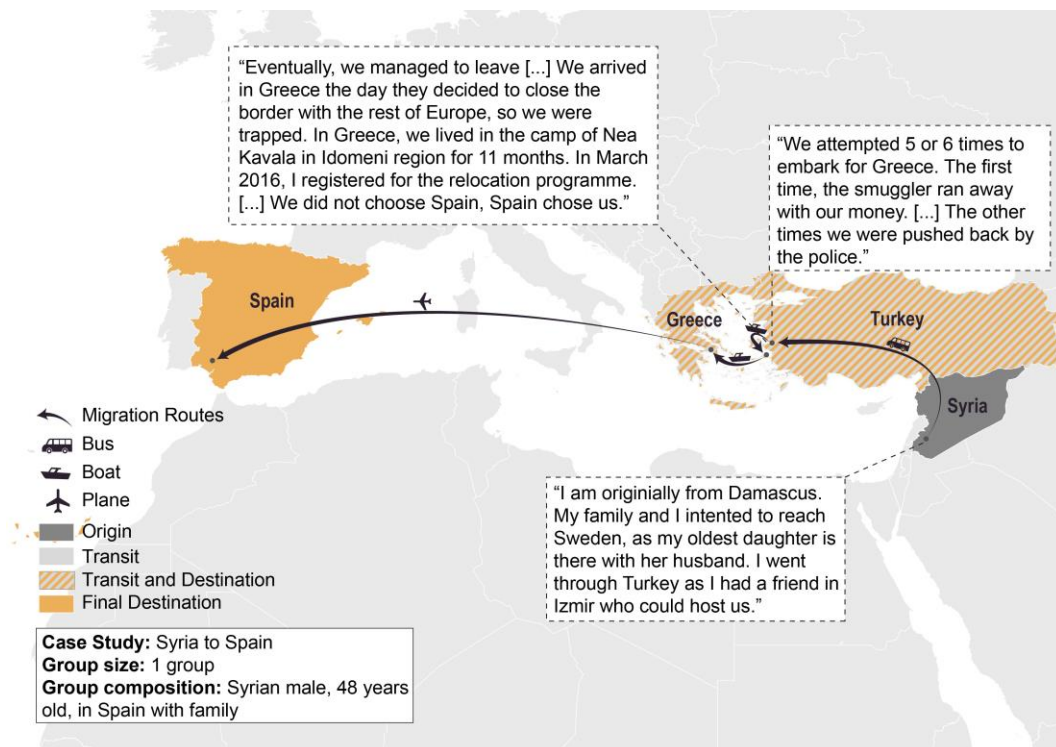 “Eventually, we managed to leave [...] We arrived
in Greece the day they decided to close the
border with the rest of Europe, so we were
trapped. In Greece, we lived in the camp of Nea
Kavala in Idomeni region for 11 months. In March
2016, I registered for the relocation programme.
[...] We did not choose Spain, Spain chose us.”
“We attempted 5 or 6 times to
embark for Greece. The first
time, the smuggler ran away
with our money. [...] The other
times we were pushed back by
the police.”
Spain
Greece
Turkey
Syria
Migration Routes
Bus
Boat
Plane
Origin
Transit
Transit and Destination
Final Destination
“I am originially from Damascus.
My family and I intented to reach
Sweden, as my oldest daughter is
there with her husband. I went
through Turkey as I had a friend in
Izmir who could host us.”
Case Study: Syria to Spain
Group size: 1 group
Group composition: Syrian male, 48 years
old, in Spain with family